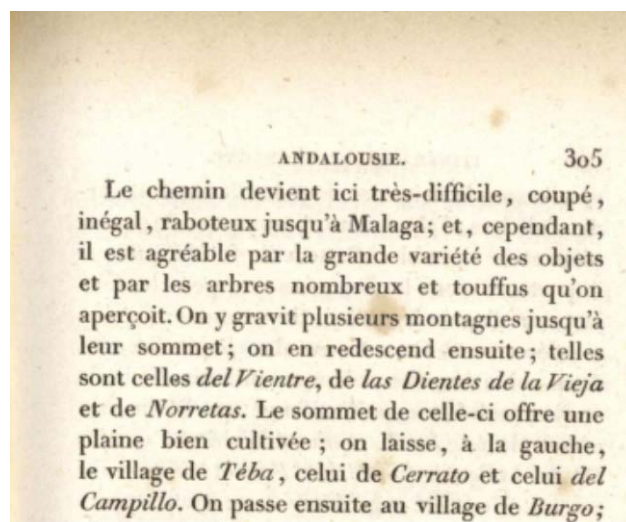 ANDALOUSIE. 305
Le chemin devient ici très-difficile, coupé,
inégal, raboteux jusqu'à Malaga; et, cependant,
il est agréable par la grande variété des objets
et par les arbres nombreux et touffus qu'on
aperçoit. On y gravit plusieurs montagnes jusqu'à
leur sommet; on en redescend ensuite; telles
sont celles del Vientre, de las Dientes de la Vieja
et de Norretas. Le sommet de celle-ci offre une
plaine bien cultivée; on laisse, à la gauche,
le village de Téba, celui de Cerrato et celui del
Campillo. On passe ensuite au village de Burgo;